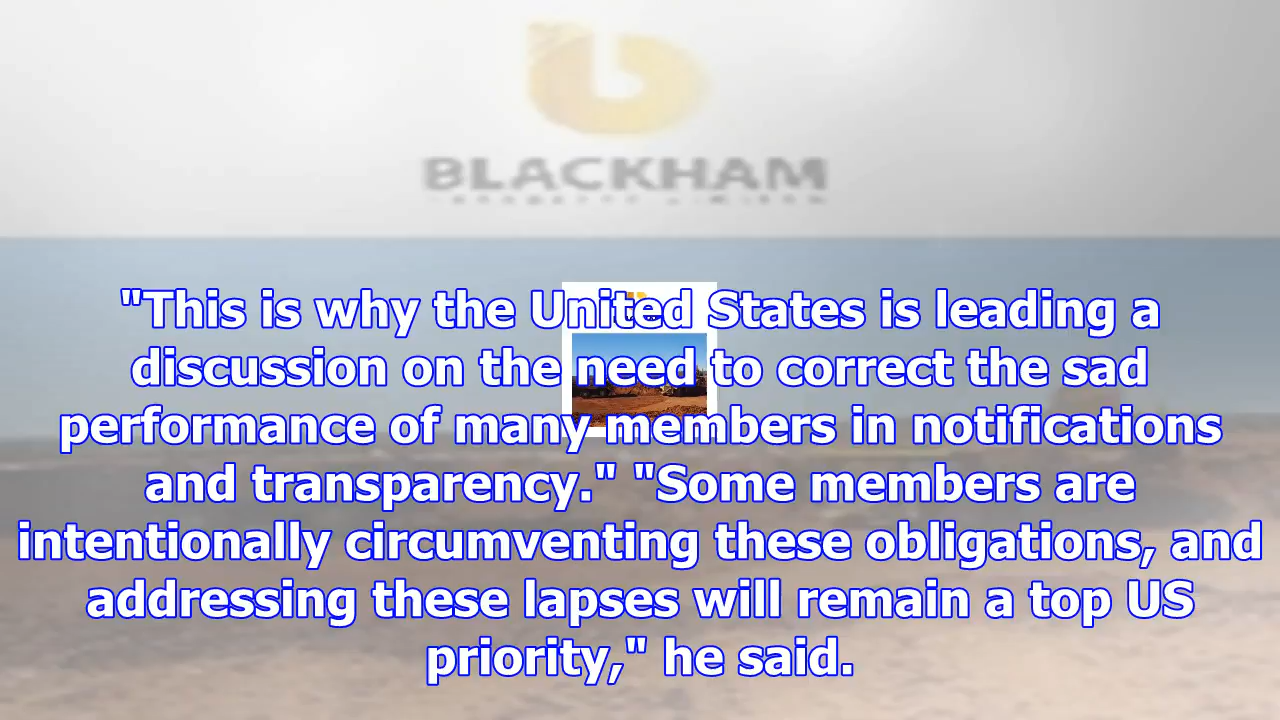 BLACKHAM
"This is why the United States is leading a
discussion on the need to correct the sad
performance of many members in notifications
and transparency." "Some members are
intentionally circumventing these obligations, and
addressing these lapses will remain a top US
priority," he said.